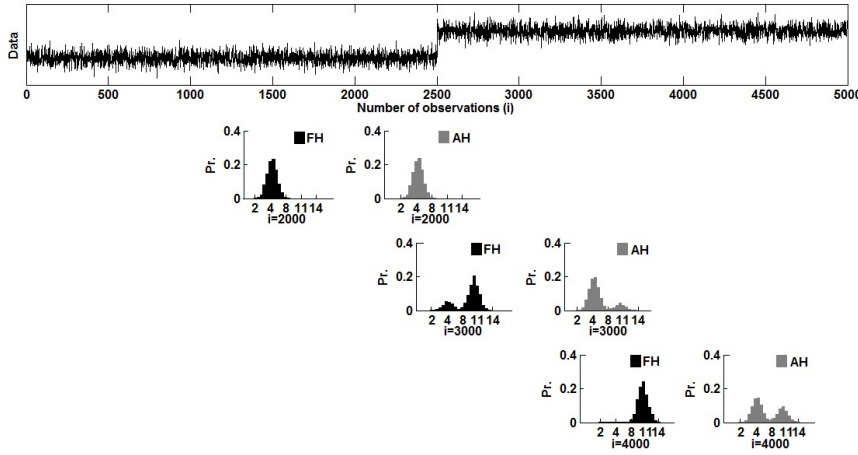 Data
0 500 1000 1500 2000 2500 3000 3500 4000 4500 5000
Number of observations (i)
0.4 FH 0.4 AH
Pr. 0.2 Pr. 0.2
0 0
2 4 8 11 14 2 4 8 11 14
i=2000 i=2000
0.4 FH 0.4 AH
Pr. 0.2 Pr. 0.2
0 0
2 4 8 11 14 2 4 8 11 14
i=3000 i=3000
0.4 FH 0.4 AH
Pr. 0.2 Pr. 0.2
0 0
2 4 8 11 14 2 4 8 11 14
i=4000 i=4000